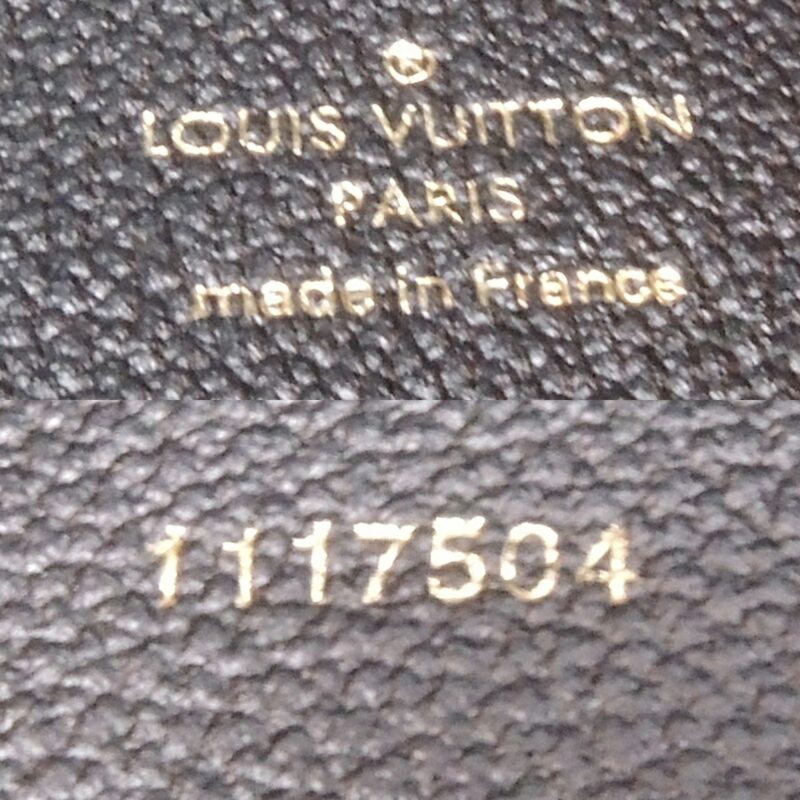 ®
LOUIS VUITTON
PARIS
made in France
1117504